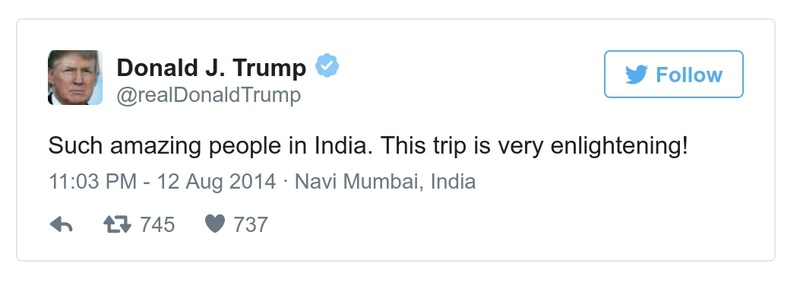 Donald J. Trump
@realDonaldTrump
Follow
Such amazing people in India. This trip is very enlightening!
11:03 PM - 12 Aug 2014 · Navi Mumbai, India
745 737